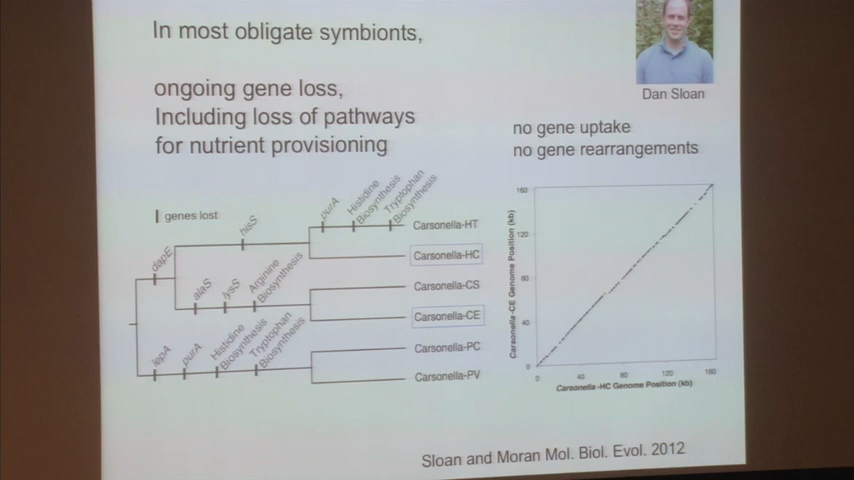 In most obligate symbionts,
ongoing gene loss,
Including loss of pathways
for nutrient provisioning
Dan Sloan
no gene uptake
no gene rearrangements
genes lost
dapE
hisS
purA
Histidine
Biosynthesis
Tryptophan
Biosynthesis
Carsonella-HT
Carsonella-HC
alaS
lysS
Arginine
Biosynthesis
Carsonella-CS
Carsonella-CE
lepA
purA
Histidine
Biosynthesis
Tryptophan
Biosynthesis
Carsonella-PC
Carsonella-PV
Carsonella-CE Genome Position (kb)
160
120
80
40
0
0 40 80 120 160
Carsonella-HC Genome Position (kb)
Sloan and Moran Mol. Biol. Evol. 2012